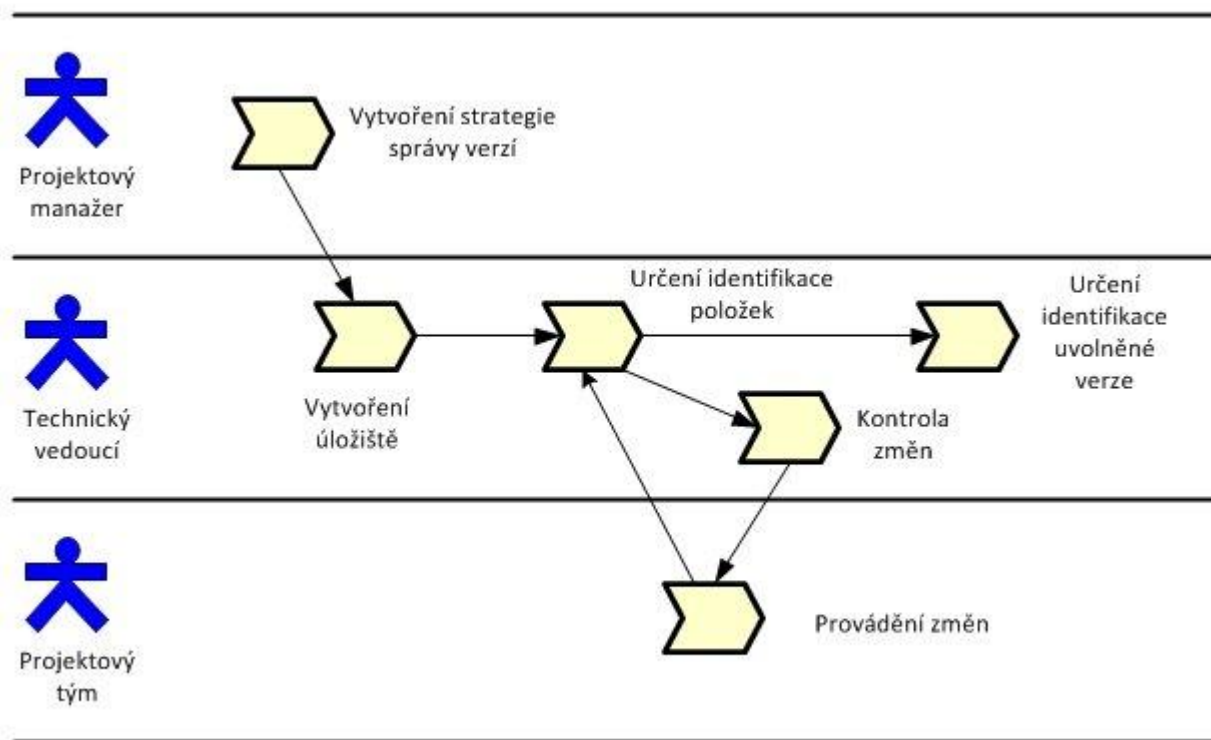 Projektový
manažer
Vytvoření strategie
správy verzí
Technický
vedoucí
Vytvoření
úložiště
Určení identifikace
položek
Určení
identifikace
uvolněné
verze
Kontrola
změn
Projektový
tým
Provádění změn